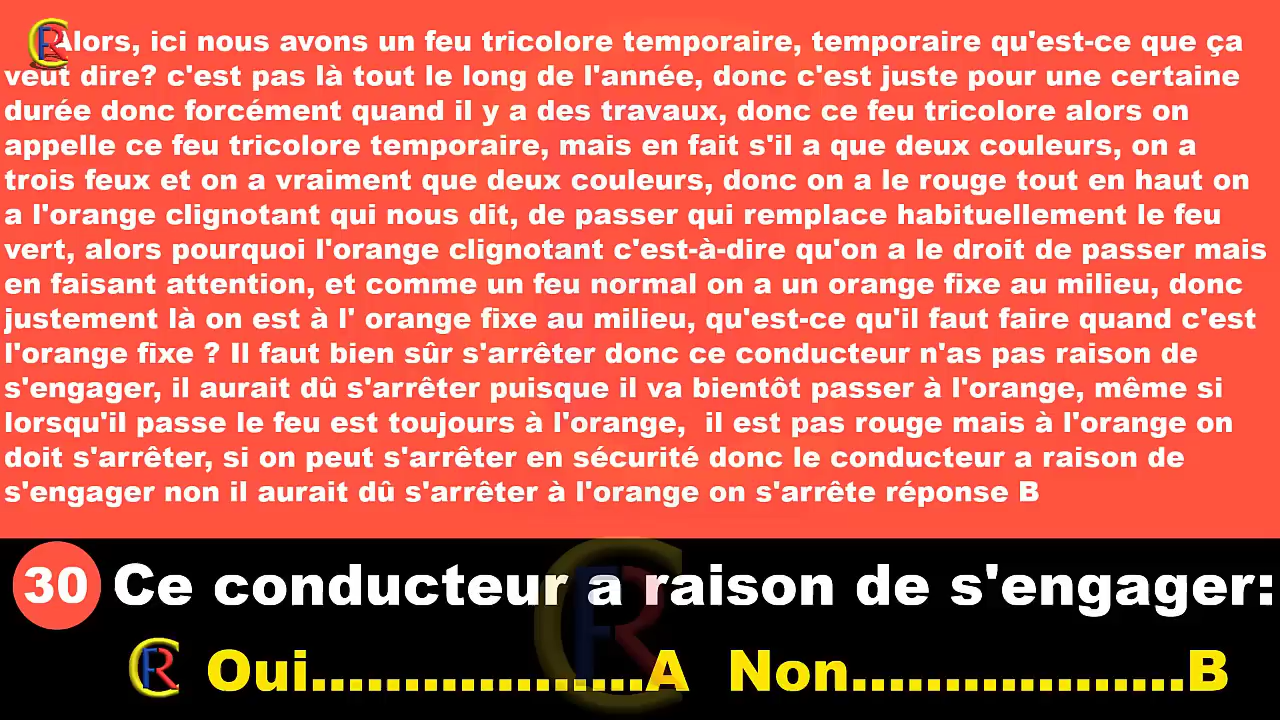 Alors, ici nous avons un feu tricolore temporaire, temporaire qu'est-ce que ça
veut dire? c'est pas là tout le long de l'année, donc c'est juste pour une certaine
durée donc forcément quand il y a des travaux, donc ce feu tricolore alors on
appelle ce feu tricolore temporaire, mais en fait s'il a que deux couleurs, on a
trois feux et on a vraiment que deux couleurs, donc on a le rouge tout en haut on
a l'orange clignotant qui nous dit, de passer qui remplace habituellement le feu
vert, alors pourquoi l'orange clignotant c'est-à-dire qu'on a le droit de passer mais
en faisant attention, et comme un feu normal on a un orange fixe au milieu, donc
justement là on est à l' orange fixe au milieu, qu'est-ce qu'il faut faire quand c'est
l'orange fixe ? Il faut bien sûr s'arrêter donc ce conducteur n'as pas raison de
s'engager, il aurait dû s'arrêter puisque il va bientôt passer à l'orange, même si
lorsqu'il passe le feu est toujours à l'orange,  il est pas rouge mais à l'orange on
doit s'arrêter, si on peut s'arrêter en sécurité donc le conducteur a raison de
s'engager non il aurait dû s'arrêter à l'orange on s'arrête réponse B
30 Ce conducteur a raison de s'engager:
CFR Oui..................A Non..................B